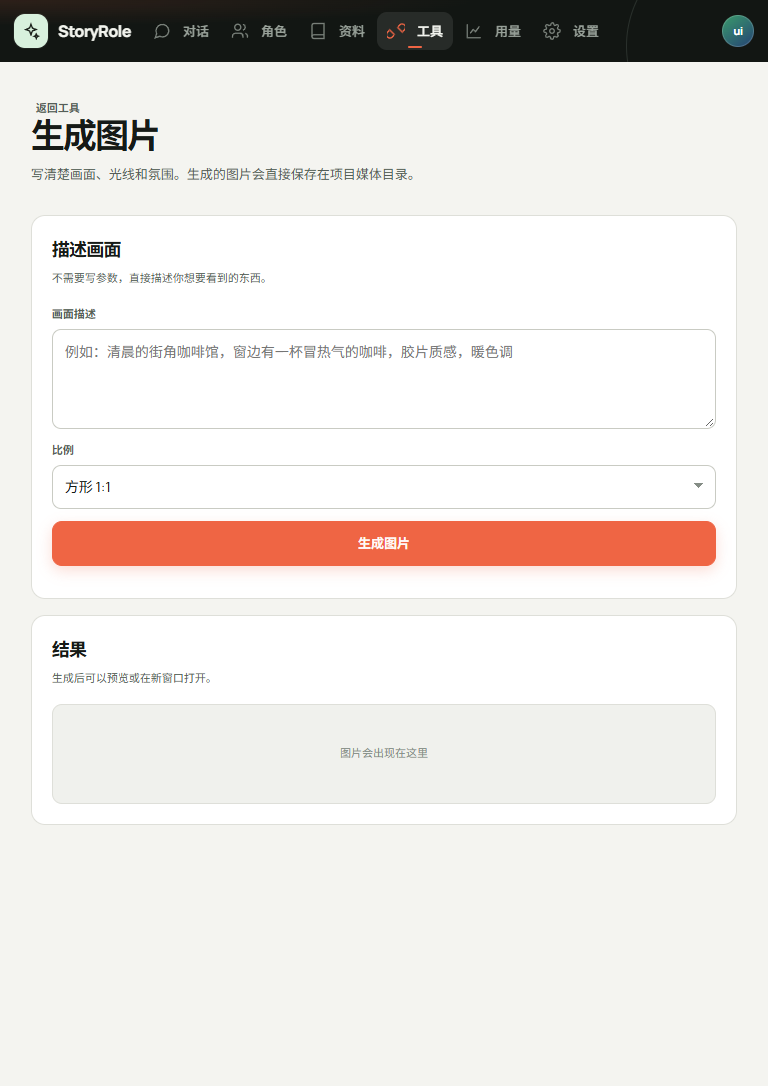 StoryRole
对话
角色
资料
工具
用量
设置
ui
返回工具
生成图片
写清楚画面、光线和氛围。生成的图片会直接保存在项目媒体目录。
描述画面
不需要写参数，直接描述你想要看到的东西。
画面描述
例如：清晨的街角咖啡馆，窗边有一杯冒热气的咖啡，胶片质感，暖色调
比例
方形 1:1
生成图片
结果
生成后可以预览或在新窗口打开。
图片会出现在这里